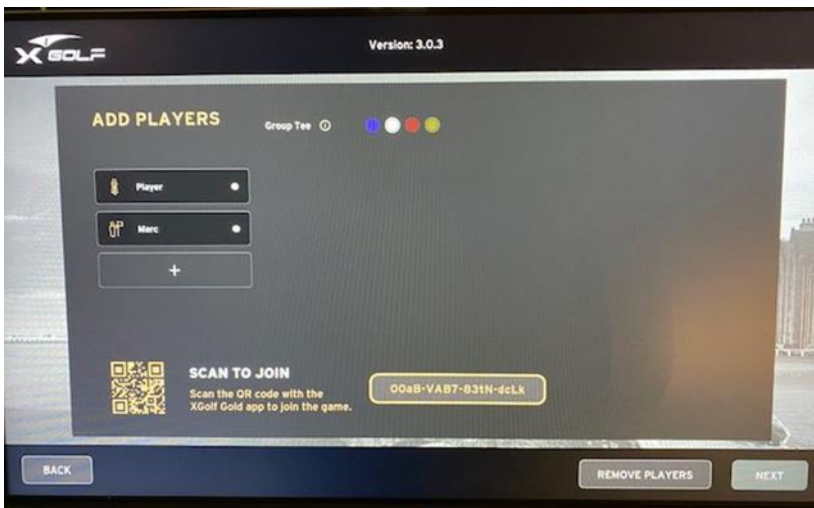 X GOLF
Version: 3.0.3
ADD PLAYERS
Group Tee
Player
Marc
+
SCAN TO JOIN
Scan the QR code with the
XGolf Gold app to join the game.
OOaB-VAB7-83tN-dcLk
BACK
REMOVE PLAYERS
NEXT